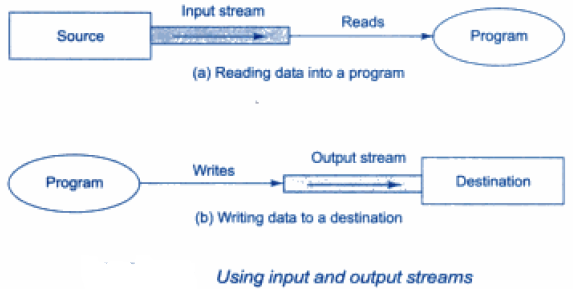 Input stream
Source
Reads
Program
(a) Reading data into a program
Program
Writes
Output stream
Destination
(b) Writing data to a destination
Using input and output streams